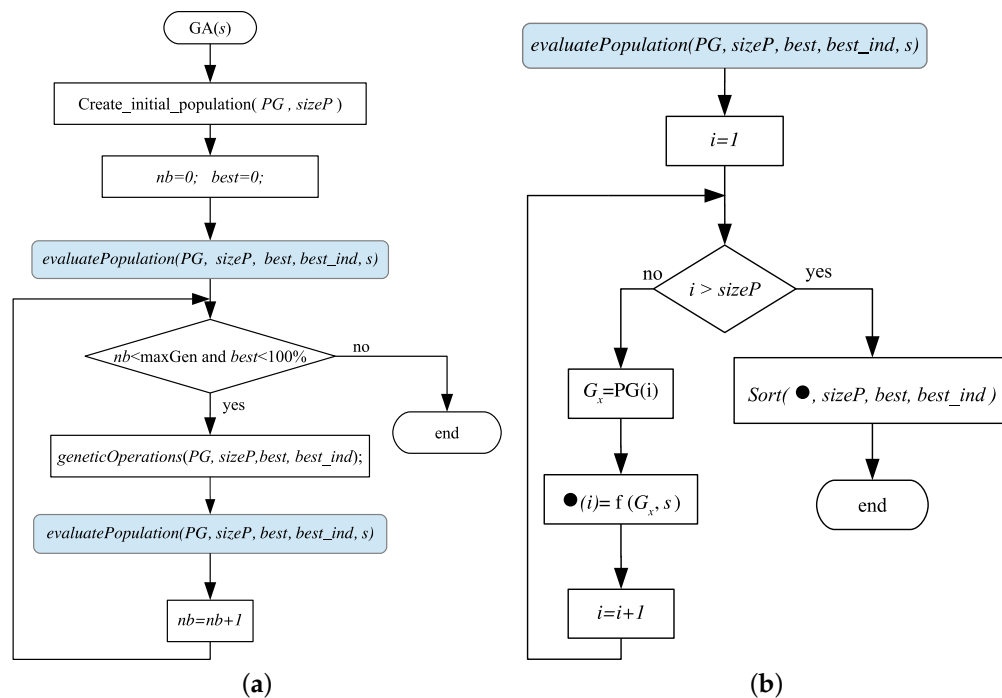 GA(s)
Create_initial_population( PG , sizeP )
nb=0; best=0;
evaluatePopulation(PG, sizeP, best, best_ind, s)
nb<maxGen and best<100%
no
yes
end
geneticOperations(PG, sizeP,best, best_ind);
evaluatePopulation(PG, sizeP, best, best_ind, s)
nb=nb+1
(a)
evaluatePopulation(PG, sizeP, best, best_ind, s)
i=1
i > sizeP
no
yes
G_x=PG(i)
Sort( ●, sizeP, best, best_ind )
●(i)= f (G_x, s )
end
i=i+1
(b)